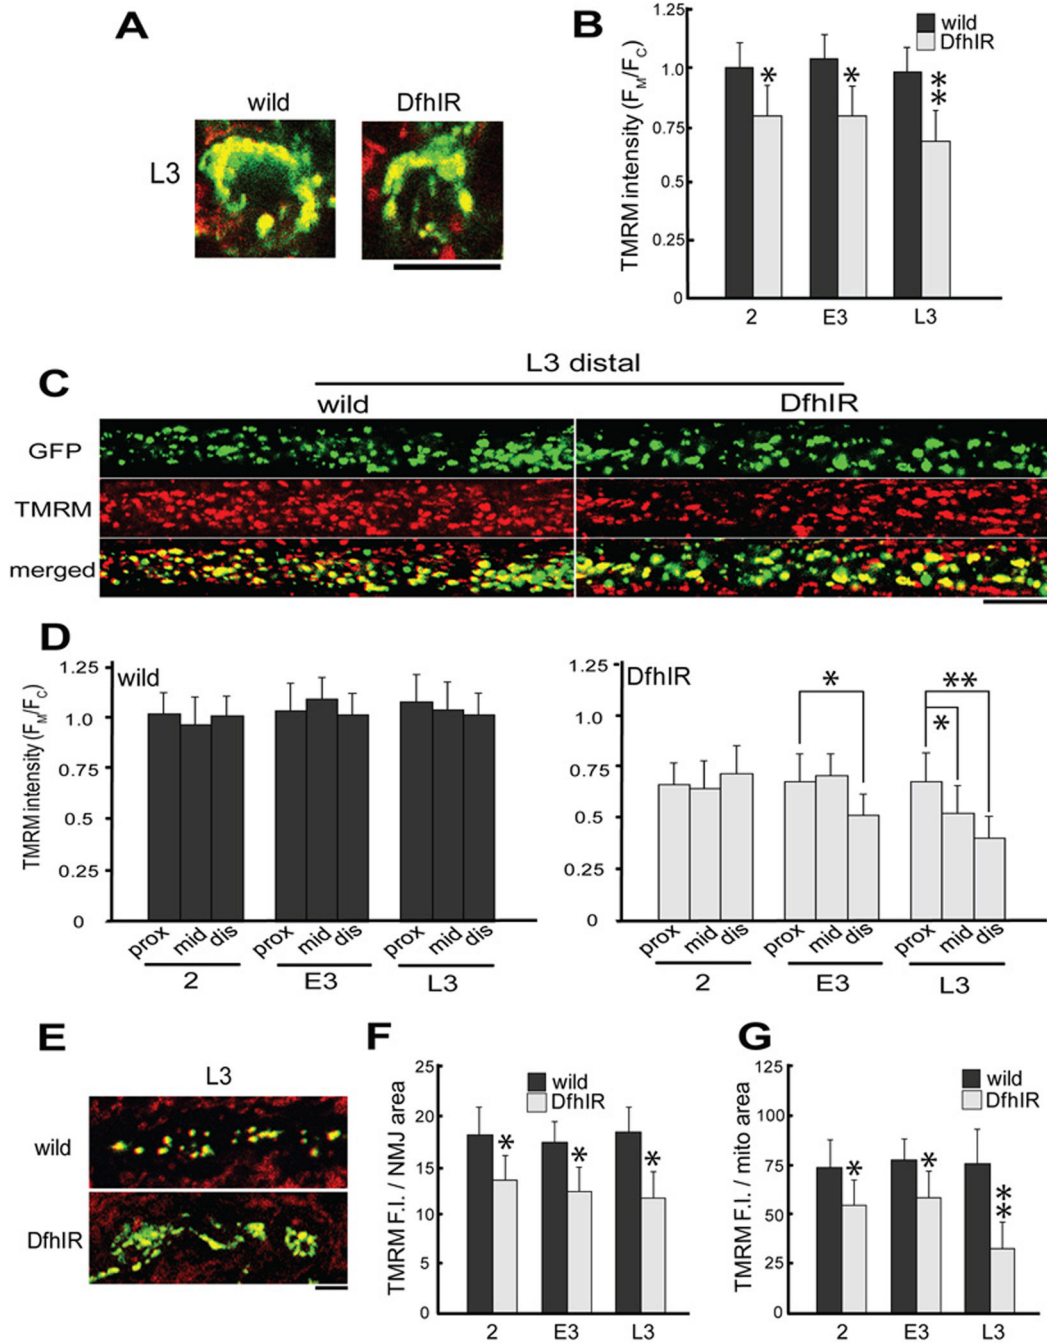 A
wild
DfhIR
L3
B
TMRM intensity (F_M/F_C)
1.25
1.0
0.75
0.5
0.25
0
wild
DfhIR
*
*
**
2
E3
L3
C
L3 distal
wild
DfhIR
GFP
TMRM
merged
D
TMRM intensity (F_M/F_C)
1.25
1.0
0.75
0.5
0.25
0
wild
prox mid dis
prox mid dis
prox mid dis
2
E3
L3
1.25
1.0
0.75
0.5
0.25
0
DfhIR
*
**
*
prox mid dis
prox mid dis
prox mid dis
2
E3
L3
E
L3
wild
DfhIR
F
TMRM F.I. / NMJ area
25
20
15
10
5
0
wild
DfhIR
*
*
*
2
E3
L3
G
TMRM F.I. / mito area
125
100
75
50
25
0
wild
DfhIR
*
*
**
2
E3
L3